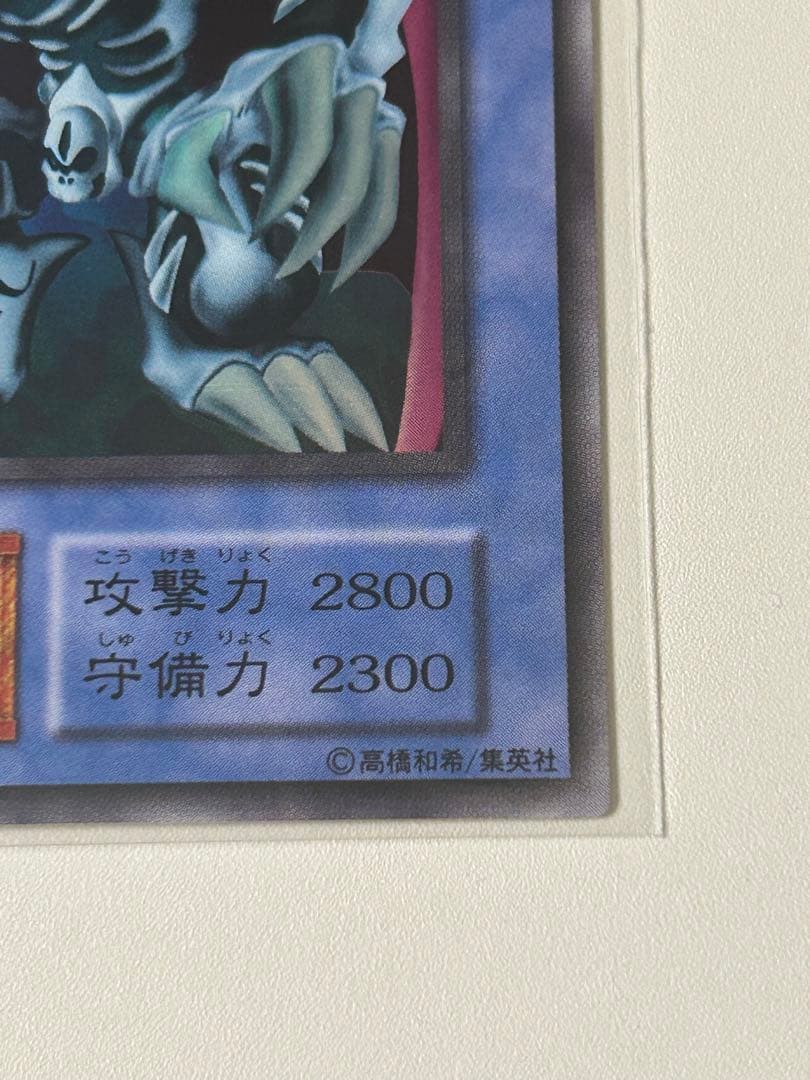 こう げき りょく
攻撃力 2800
しゅ び りょく
守備力 2300
©高橋和希/集英社